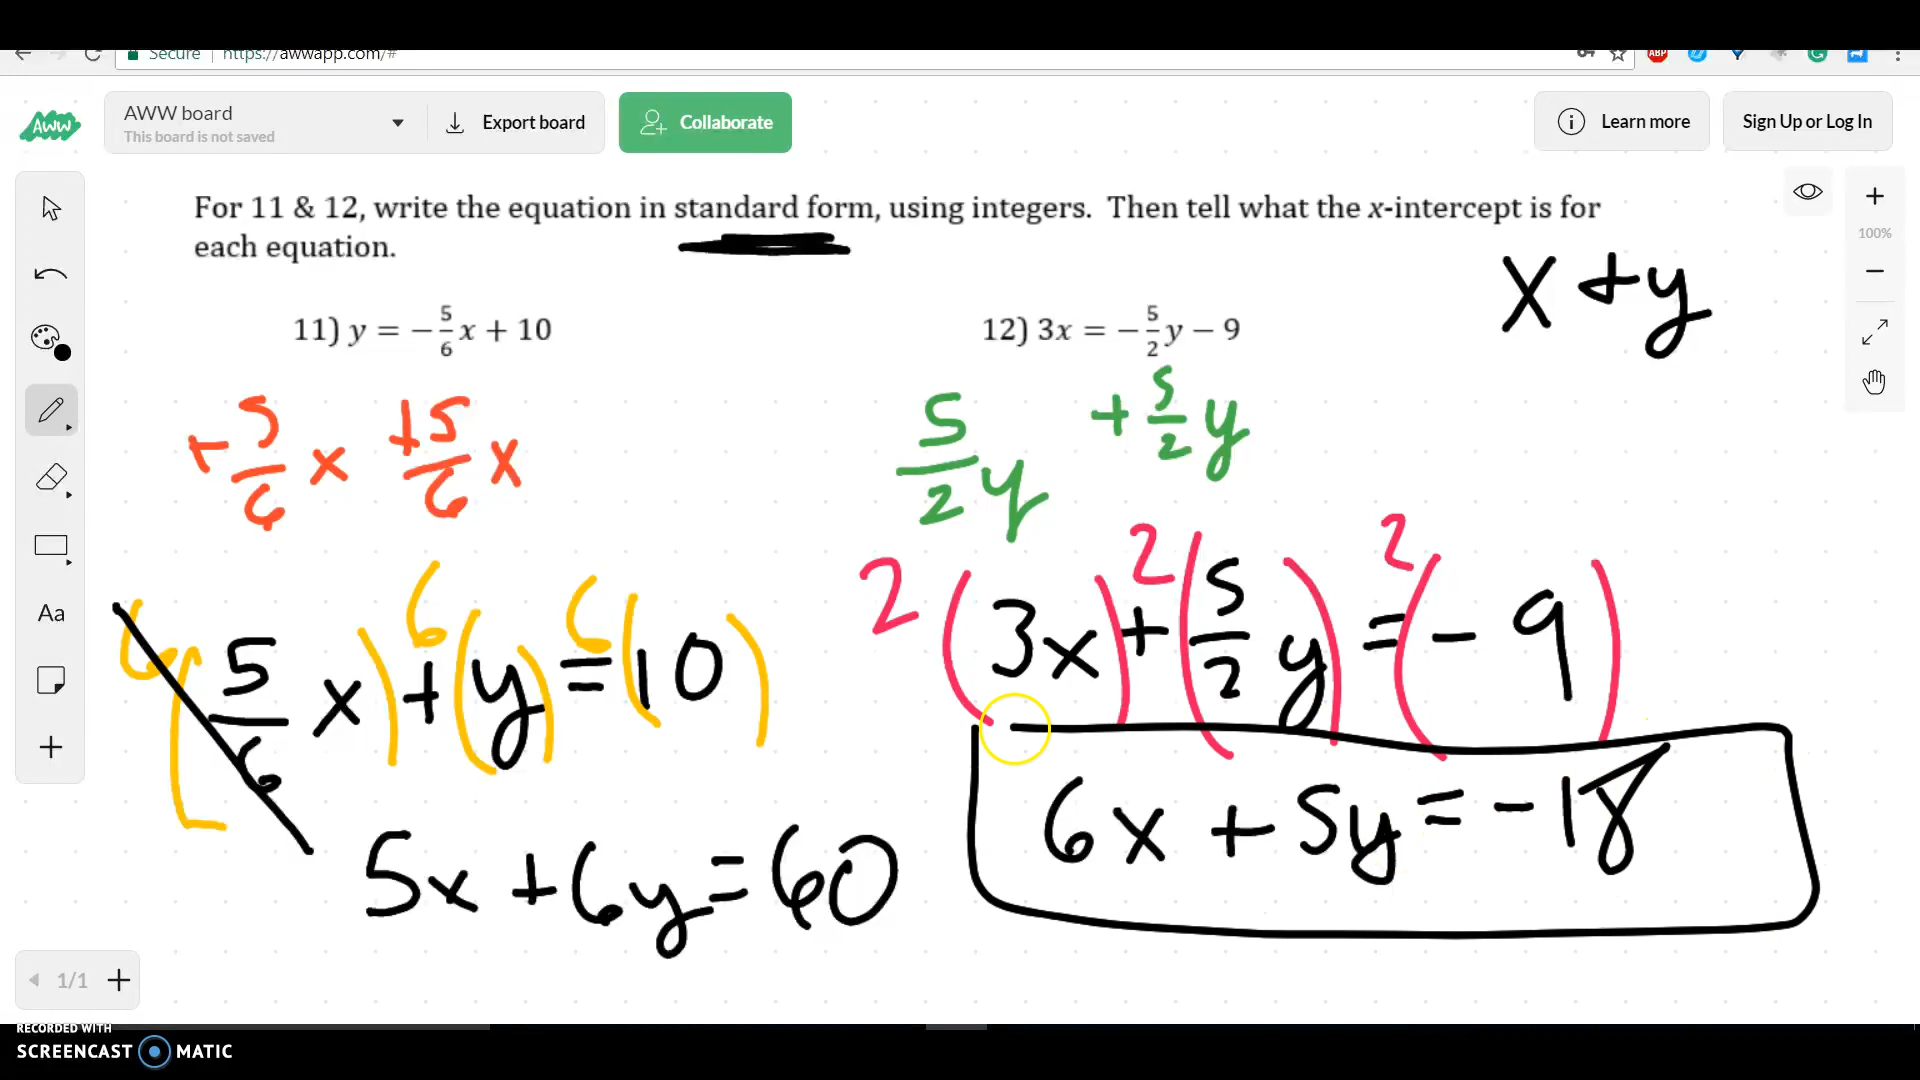 Secure | https://awwapp.com/#
ABP
AWW
AWW board
This board is not saved
Export board
Collaborate
Learn more
Sign Up or Log In
For 11 & 12, write the equation in standard form, using integers. Then tell what the x-intercept is for
each equation.
100%
x + y
11) y = −5/6 x + 10
12) 3x = −5/2 y − 9
+5/6 x +5/6 x
5/2 y +5/2 y
6(5/6 x) + 6(y) = 6(10)
2(3x) + 2(5/2 y) = 2(-9)
Aa
5x + 6y = 60
6x + 5y = -18
1/1
RECORDED WITH
SCREENCAST MATIC